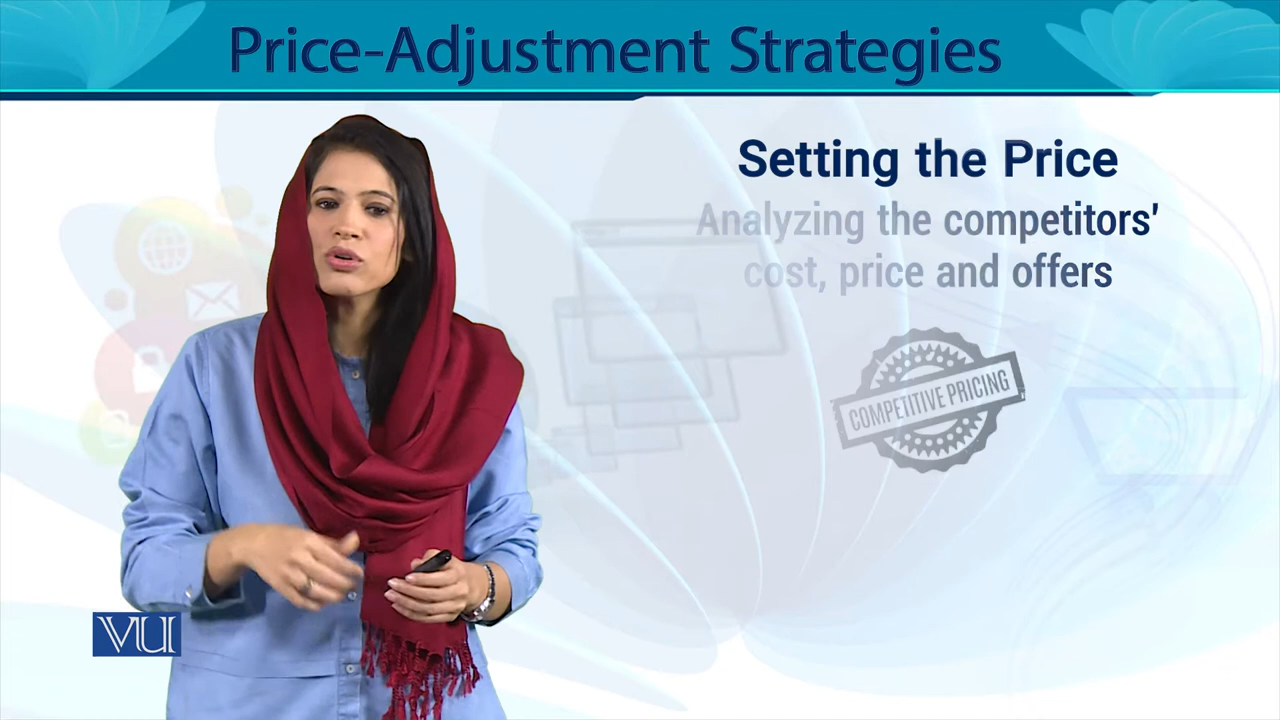 Price-Adjustment Strategies
Setting the Price
Analyzing the competitors'
cost, price and offers
COMPETITIVE PRICING
VU